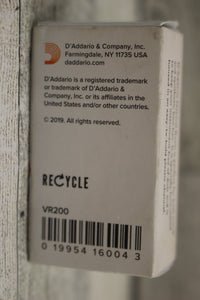 D'Addario & Company, Inc.
Farmingdale, NY 11735 USA
daddario.com
D'Addario is a registered trademark
or trademark of D'Addario &
Company, Inc. or its affiliates in the
United States and/or other countries.
© 2019. All rights reserved.
RECYCLE
VR200
0 19954 16004 3